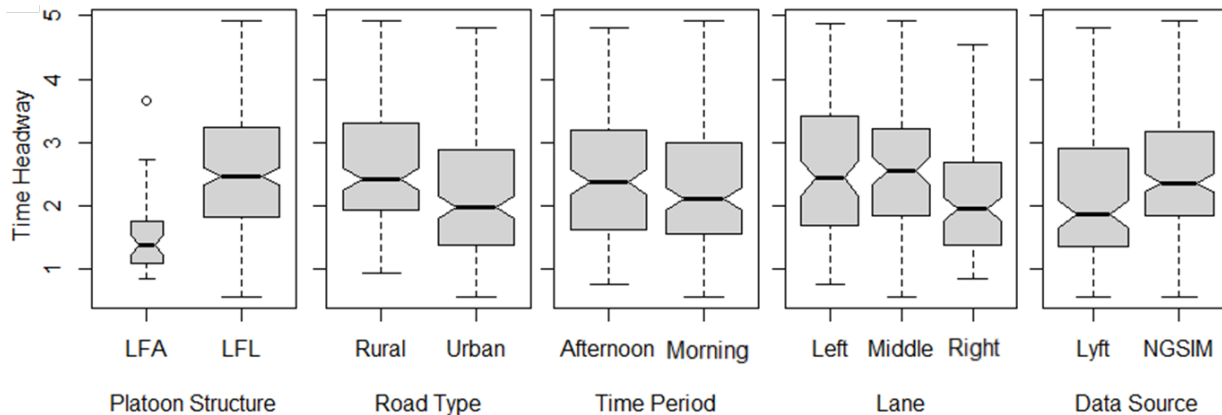 5
4
3
2
1
Time Headway
LFA LFL
Rural Urban
Afternoon Morning
Left Middle Right
Lyft NGSIM
Platoon Structure
Road Type
Time Period
Lane
Data Source